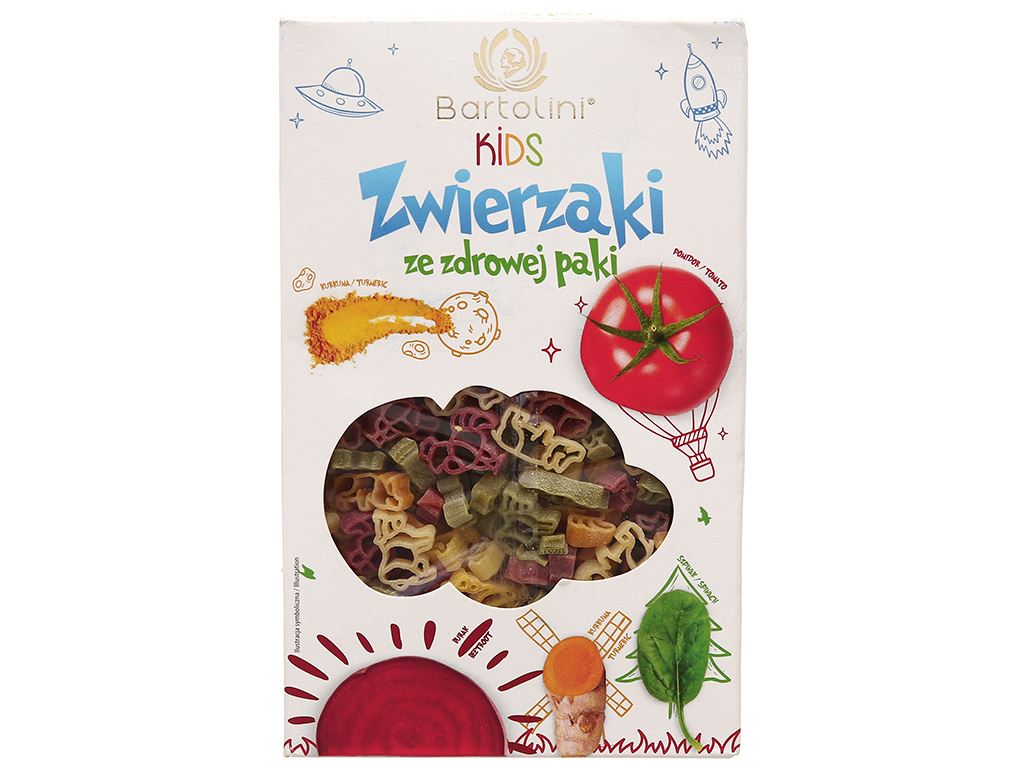 Bartolini®
KiDS
Zwierzaki
ze zdrowej paki
POMIDOR / TOMATO
KURKUMA / TURMERIC
Ilustracja symboliczna / Illustration
SZPINAK / SPINACH
BURAK
BEETROOT
KURKUMA
TURMERIC